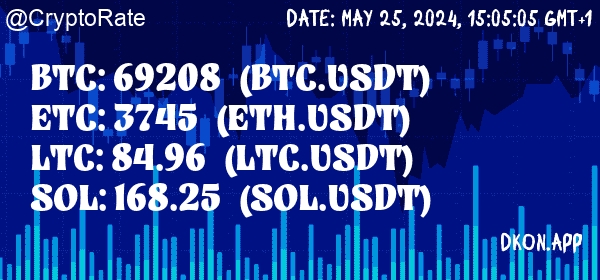 @CryptoRate
DATE: MAY 25, 2024, 15:05:05 GMT+1
BTC: 69208 (BTC.USDT)
ETC: 3745 (ETH.USDT)
LTC: 84.96 (LTC.USDT)
SOL: 168.25 (SOL.USDT)
DKON.APP